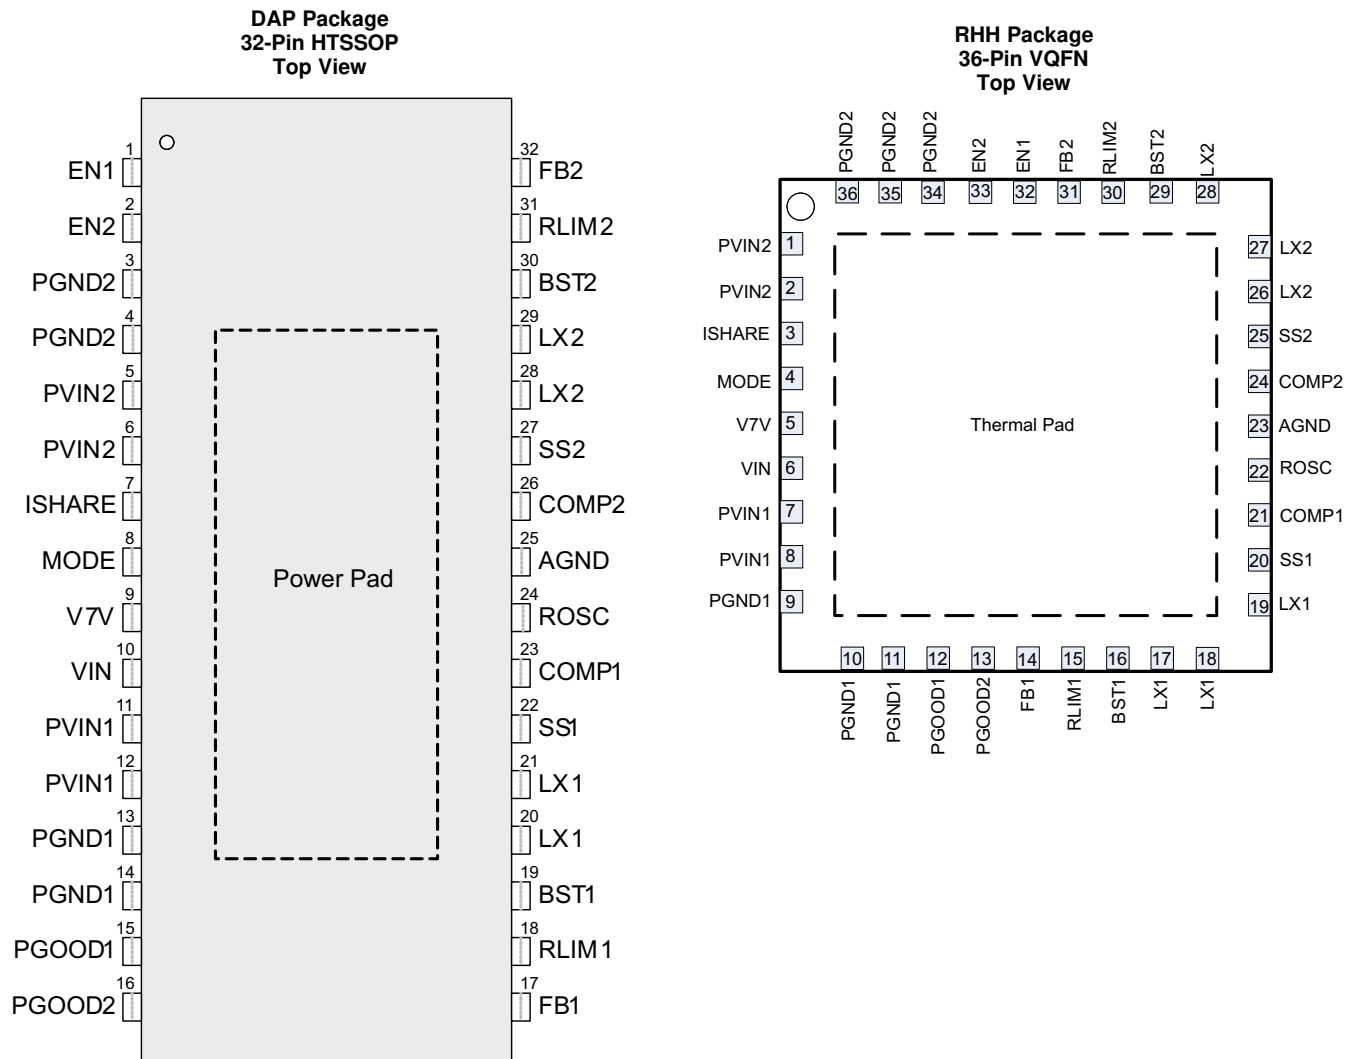 DAP Package
32-Pin HTSSOP
Top View
EN1 1
EN2 2
PGND2 3
PGND2 4
PVIN2 5
PVIN2 6
ISHARE 7
MODE 8
V7V 9
VIN 10
PVIN1 11
PVIN1 12
PGND1 13
PGND1 14
PGOOD1 15
PGOOD2 16
Power Pad
32 FB2
31 RLIM2
30 BST2
29 LX2
28 LX2
27 SS2
26 COMP2
25 AGND
24 ROSC
23 COMP1
22 SS1
21 LX1
20 LX1
19 BST1
18 RLIM1
17 FB1
RHH Package
36-Pin VQFN
Top View
PGND2 36
PGND2 35
PGND2 34
EN2 33
EN1 32
FB2 31
RLIM2 30
BST2 29
LX2 28
PVIN2 1
PVIN2 2
ISHARE 3
MODE 4
V7V 5
VIN 6
PVIN1 7
PVIN1 8
PGND1 9
Thermal Pad
27 LX2
26 LX2
25 SS2
24 COMP2
23 AGND
22 ROSC
21 COMP1
20 SS1
19 LX1
10 PGND1
11 PGND1
12 PGOOD1
13 PGOOD2
14 FB1
15 RLIM1
16 BST1
17 LX1
18 LX1